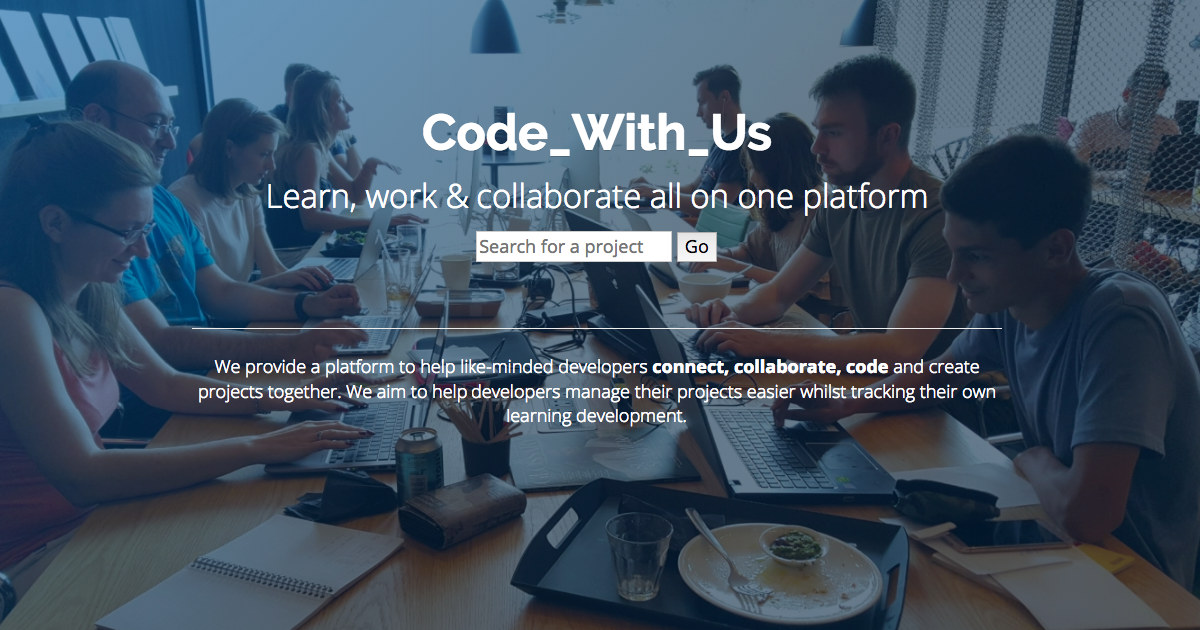 Code_With_Us
Learn, work & collaborate all on one platform
Search for a project Go
We provide a platform to help like-minded developers connect, collaborate, code and create
projects together. We aim to help developers manage their projects easier whilst tracking their own
learning development.